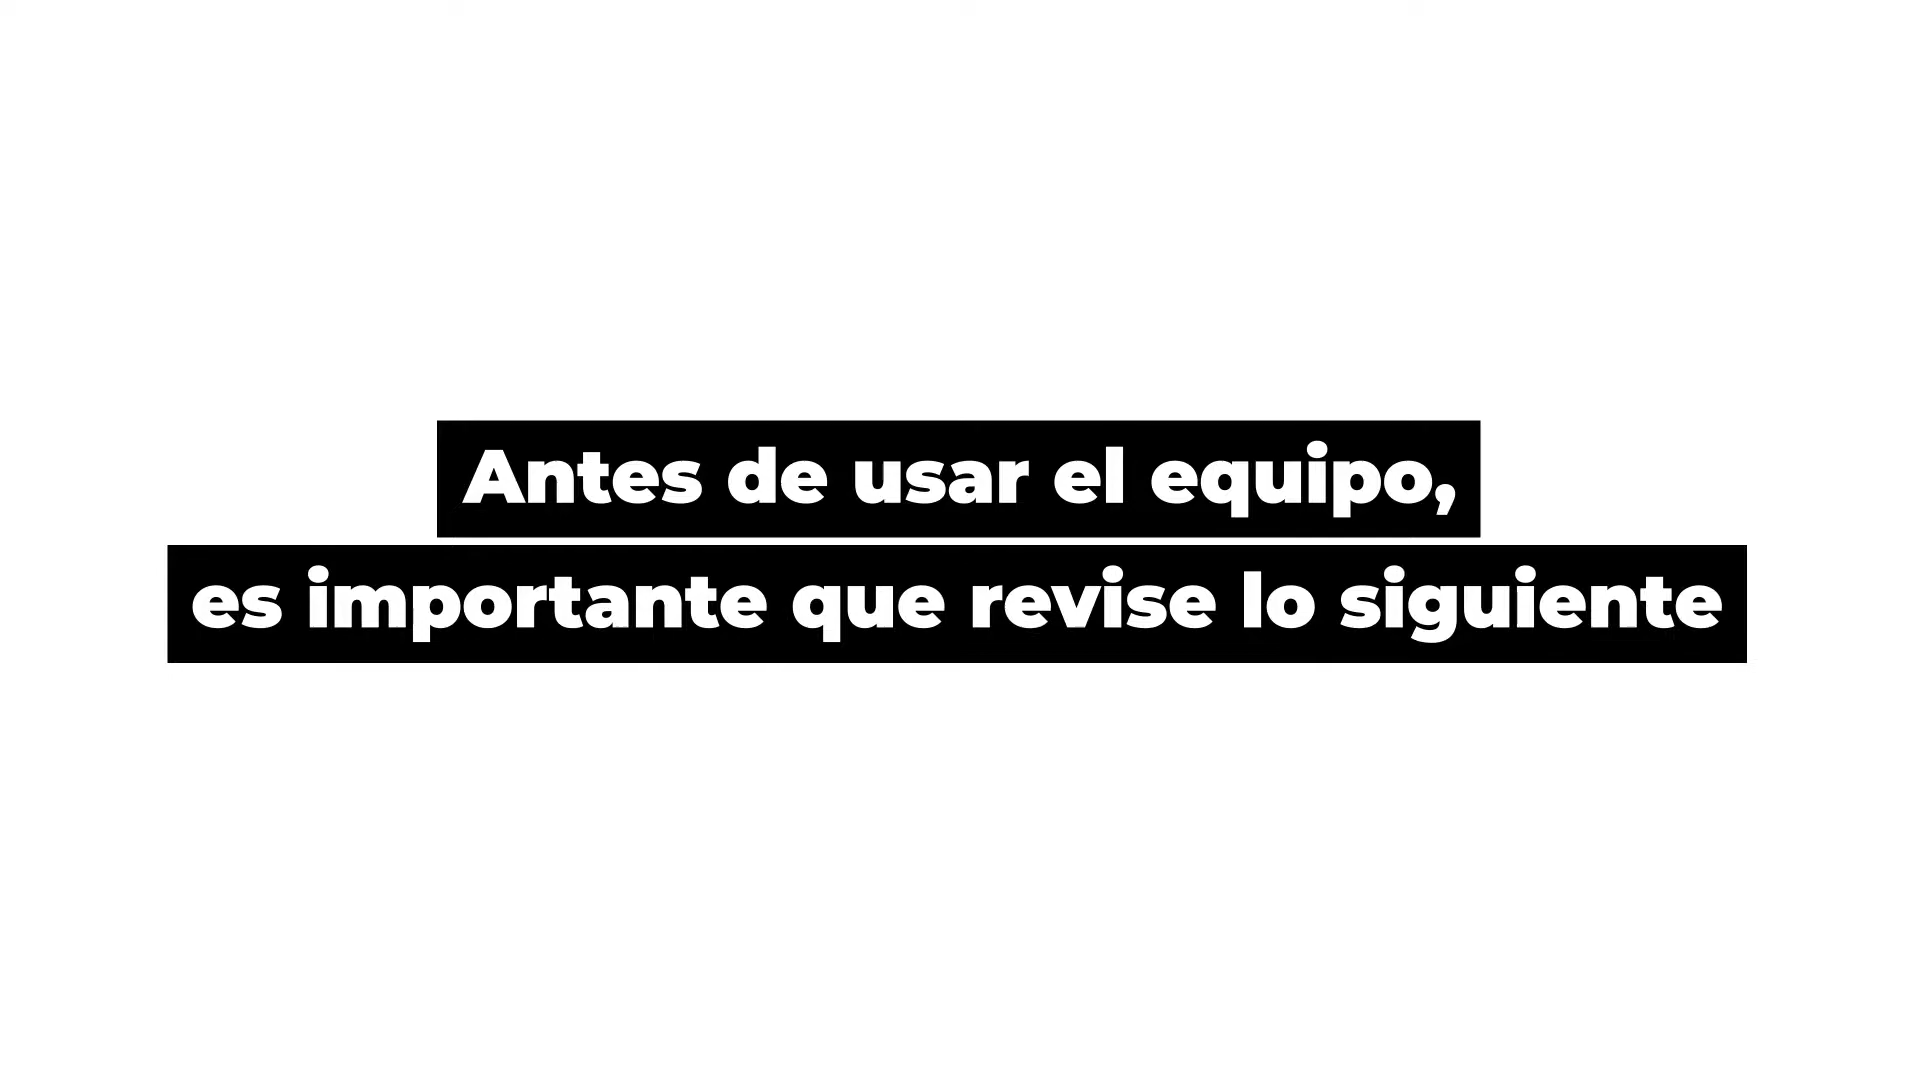 Antes de usar el equipo,
es importante que revise lo siguiente